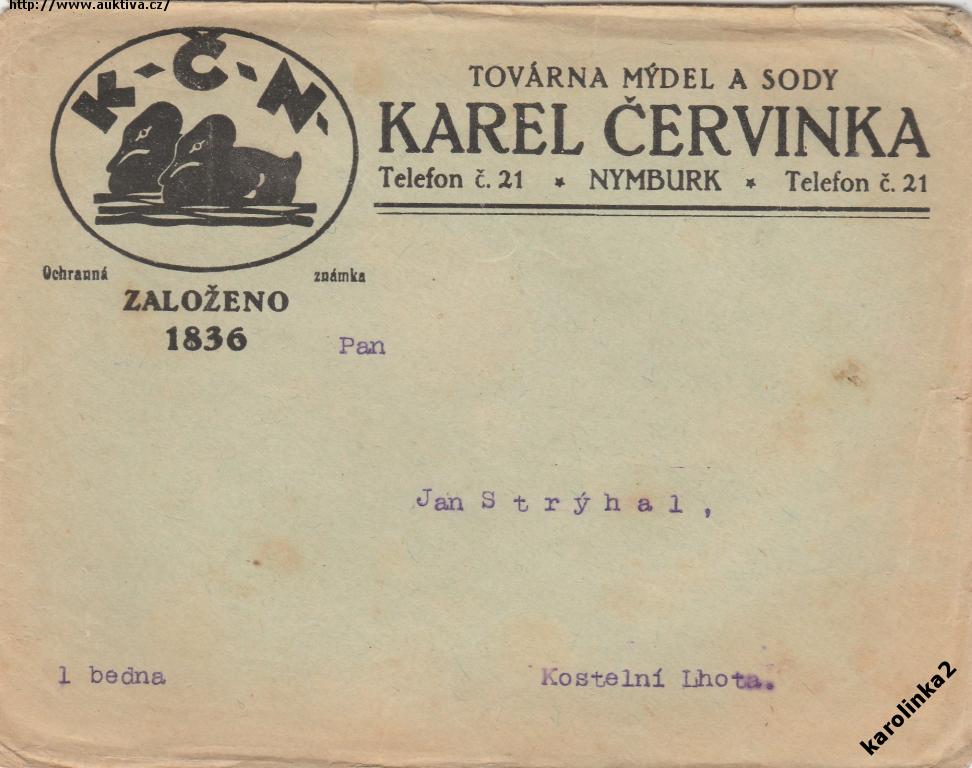 http://www.auktiva.cz/
K-Č-N-
TOVÁRNA MÝDEL A SODY
KAREL ČERVINKA
Telefon č. 21 * NYMBURK * Telefon č. 21
Ochranná známka
ZALOŽENO
1836
Pan
Jan S t r ý h a l ,
1 bedna
Kostelní Lhota.
karolinka2